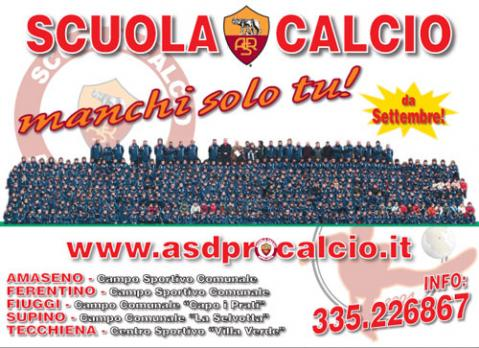 SCUOLA CALCIO
manchi solo tu!
da
Settembre!
www.asdprocalcio.it
AMASENO - Campo Sportivo Comunale
FERENTINO - Campo Sportivo Comunale
FIUGGI - Campo Comunale "Capo i Prati"
SUPINO - Campo Comunale "La Selvotta"
TECCHIENA - Centro Sportivo "Villa Verde"
INFO:
335.226867